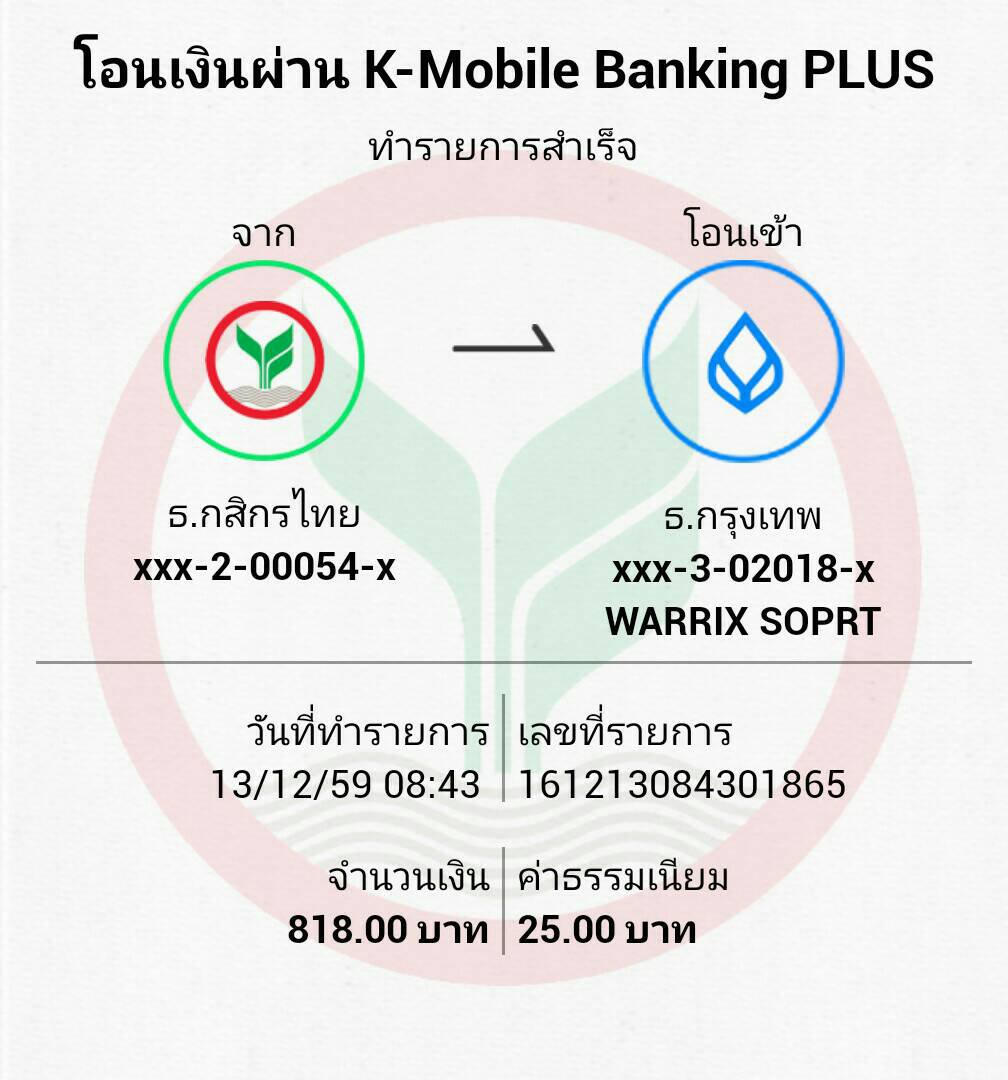 โอนเงินผ่าน K-Mobile Banking PLUS
ทำรายการสำเร็จ
จาก
โอนเข้า
ธ.กสิกรไทย
xxx-2-00054-x
ธ.กรุงเทพ
xxx-3-02018-x
WARRIX SOPRT
วันที่ทำรายการ
13/12/59 08:43
เลขที่รายการ
161213084301865
จำนวนเงิน
818.00 บาท
ค่าธรรมเนียม
25.00 บาท